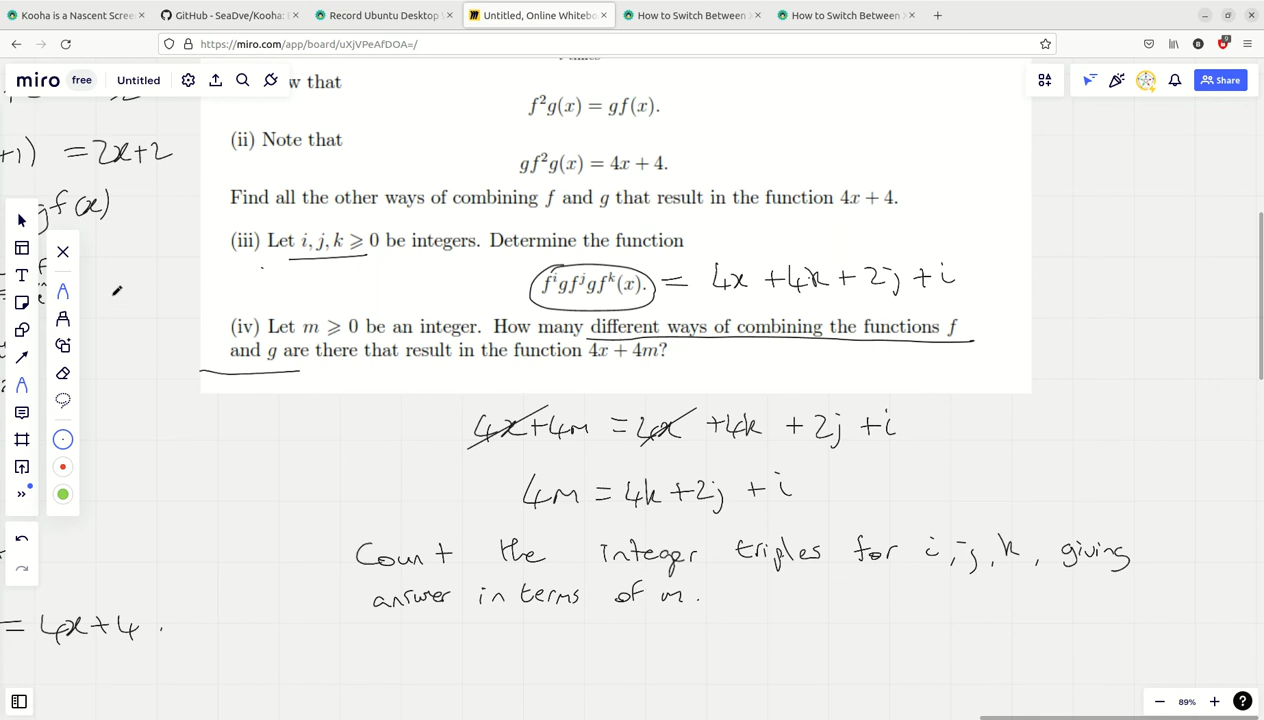 Kooha is a Nascent Scree
GitHub - SeaDve/Kooha: E
Record Ubuntu Desktop
Untitled, Online Whitebo
How to Switch Between
How to Switch Between
https://miro.com/app/board/uXjVPeAfDOA=/
miro free Untitled
Share
w that
f²g(x) = gf(x).
+1) = 2x+2
(ii) Note that
gf²g(x) = 4x + 4.
gf(x)
Find all the other ways of combining f and g that result in the function 4x + 4.
(iii) Let i, j, k ⩾ 0 be integers. Determine the function
fⁱgfʲgfᵏ(x). = 4x +4k + 2j + i
(iv) Let m ⩾ 0 be an integer. How many different ways of combining the functions f
and g are there that result in the function 4x + 4m?
4x+4m = 4x +4k + 2j +i
4m = 4k+2j +i
Count the integer triples for i, j, k, giving
answer in terms of m.
= 4x+4.
89%